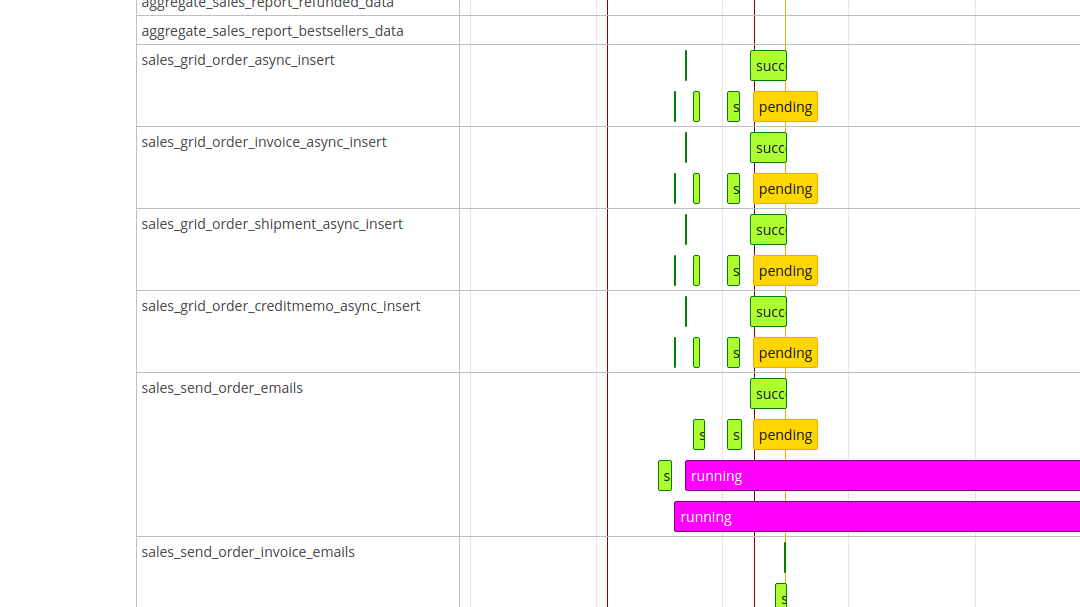 aggregate_sales_report_refunded_data
aggregate_sales_report_bestsellers_data
sales_grid_order_async_insert
succ
s pending
sales_grid_order_invoice_async_insert
succ
s pending
sales_grid_order_shipment_async_insert
succ
s pending
sales_grid_order_creditmemo_async_insert
succ
s pending
sales_send_order_emails
succ
s s pending
s running
running
sales_send_order_invoice_emails
s